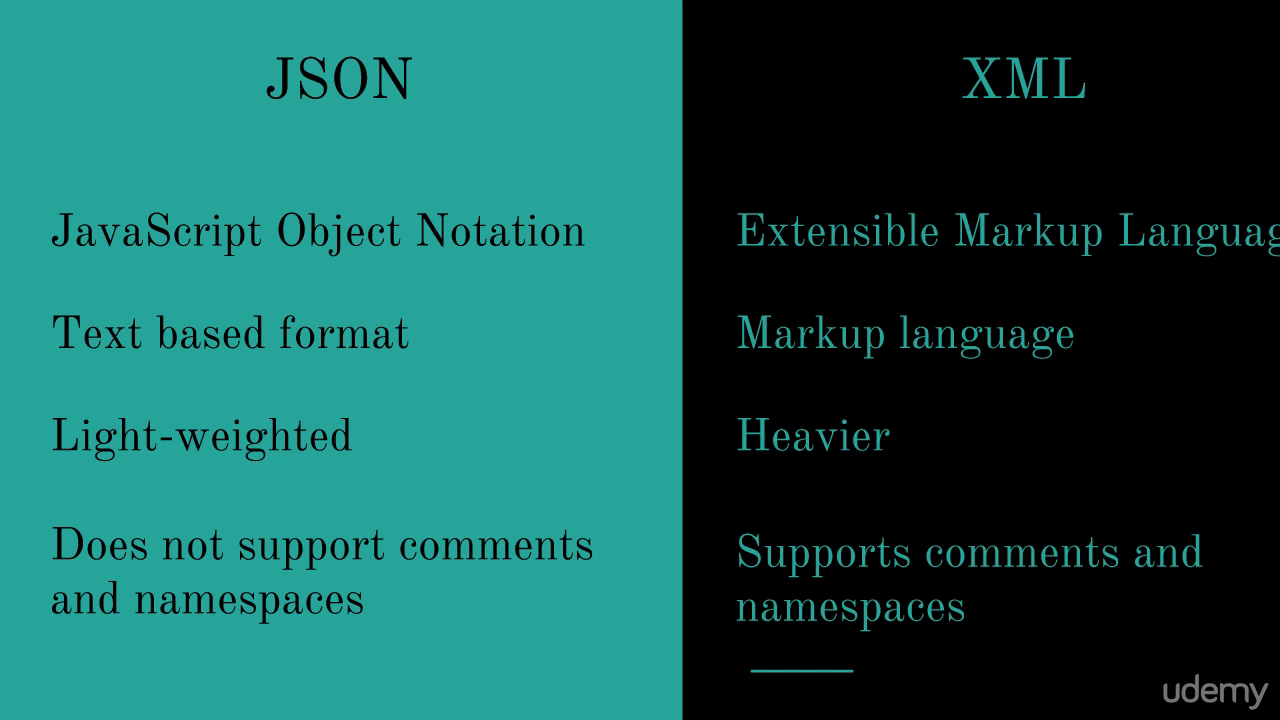 JSON
JavaScript Object Notation
Text based format
Light-weighted
Does not support comments
and namespaces
XML
Extensible Markup Languag
Markup language
Heavier
Supports comments and
namespaces
udemy